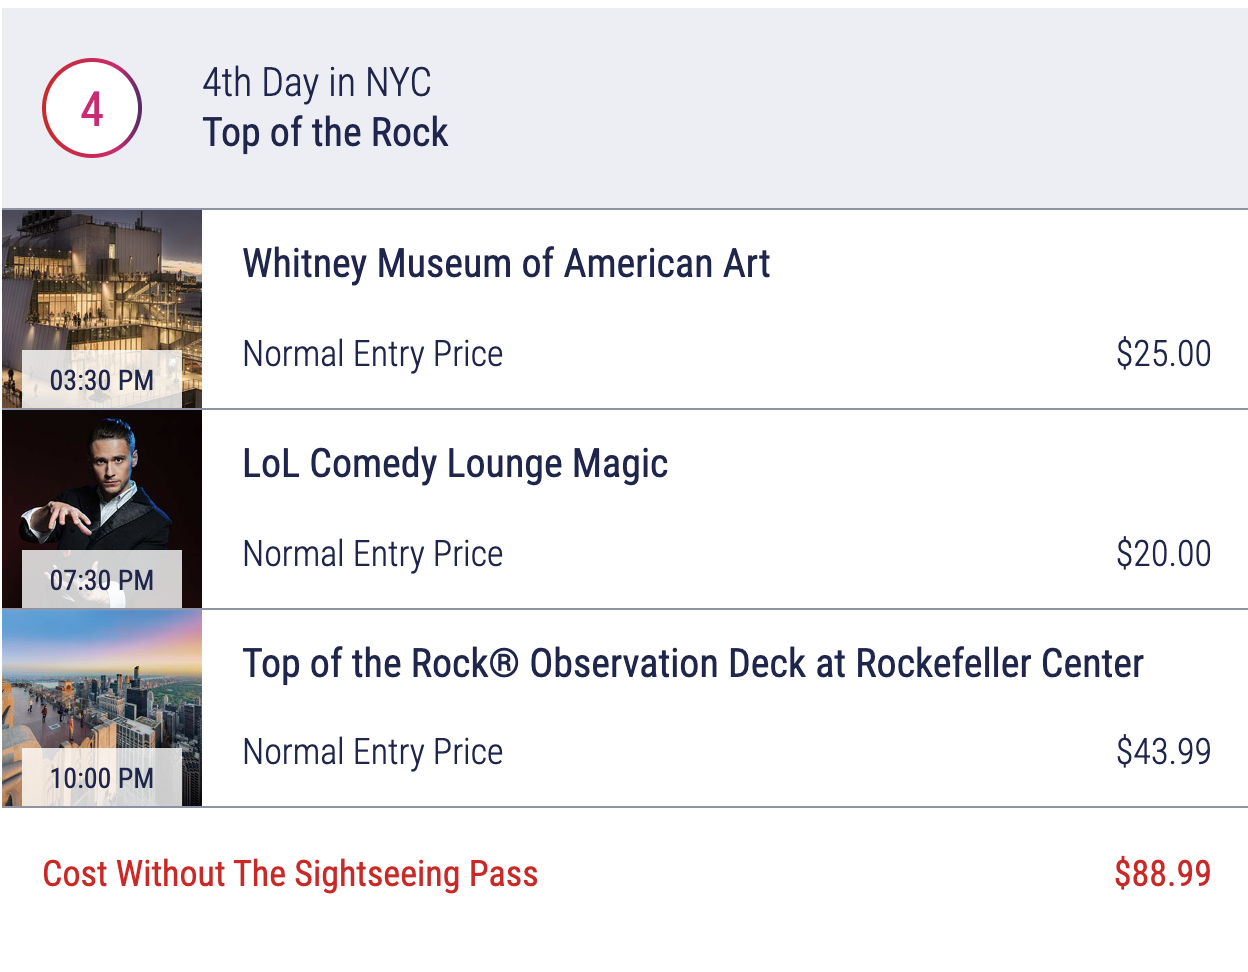 4
4th Day in NYC
Top of the Rock
Whitney Museum of American Art
Normal Entry Price $25.00
03:30 PM
LoL Comedy Lounge Magic
Normal Entry Price $20.00
07:30 PM
Top of the Rock® Observation Deck at Rockefeller Center
Normal Entry Price $43.99
10:00 PM
Cost Without The Sightseeing Pass $88.99